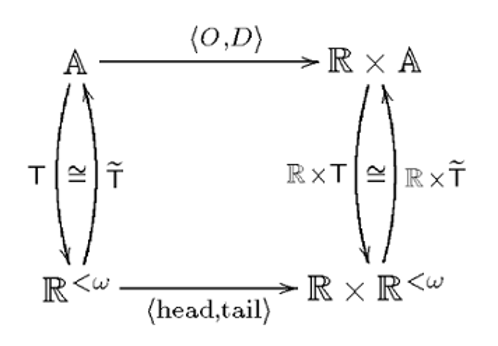 ⟨O,D⟩
𝔸 ℝ × 𝔸
T ≅ T̃ ℝ×T ≅ ℝ×T̃
ℝ^{<ω} ℝ × ℝ^{<ω}
⟨head,tail⟩